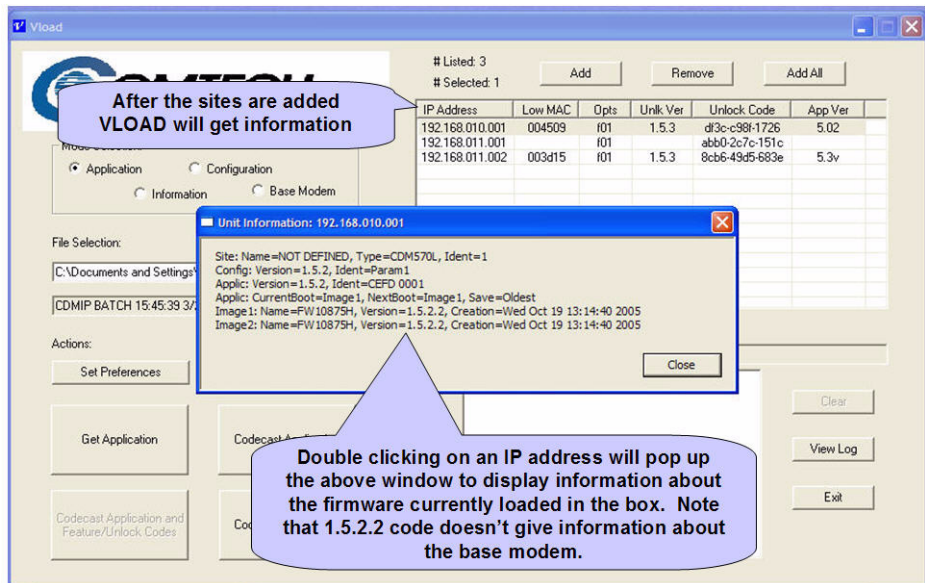 Vload
COMTECH
After the sites are added
VLOAD will get information
# Listed: 3
# Selected: 1
Add
Remove
Add All
IP Address Low MAC Opts Unlk Ver Unlock Code App Ver
192.168.010.001 004509 f01 1.5.3 df3c-c98f-1726 5.02
192.168.011.001 f01 abb0-2c7c-151c
192.168.011.002 003d15 f01 1.5.3 8cb6-49d5-683e 5.3v
Application
Configuration
Information
Base Modem
File Selection:
C:\Documents and Settings\
CDMIP BATCH 15:45:39 3/
Unit Information: 192.168.010.001
Site: Name=NOT DEFINED, Type=CDM570L, Ident=1
Config: Version=1.5.2, Ident=Param1
Applic: Version=1.5.2, Ident=CEFD 0001
Applic: CurrentBoot=Image1, NextBoot=Image1, Save=Oldest
Image1: Name=FW10875H, Version=1.5.2.2, Creation=Wed Oct 19 13:14:40 2005
Image2: Name=FW10875H, Version=1.5.2.2, Creation=Wed Oct 19 13:14:40 2005
Close
Actions:
Set Preferences
Clear
Get Application
View Log
Exit
Codecast Application and
Feature/Unlock Codes
Double clicking on an IP address will pop up
the above window to display information about
the firmware currently loaded in the box. Note
that 1.5.2.2 code doesn't give information about
the base modem.